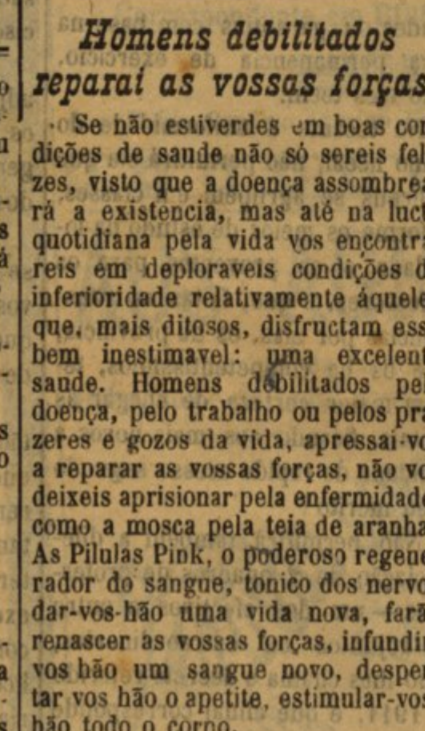 Homens debilitados
reparai as vossas forças
Se não estiverdes em boas con
dições de saude não só sereis feli
zes, visto que a doença assombrea
rá a existencia, mas até na lucta
quotidiana pela vida vos encontra
reis em deploraveis condições d
inferioridade relativamente áquele
que, mais ditosos, disfructam ess
bem inestimavel: uma excelent
saude. Homens debilitados pel
doença, pelo trabalho ou pelos pra
zeres e gozos da vida, apressai-vo
a reparar as vossas forças, não vo
deixeis aprisionar pela enfermidade
como a mosca pela teia de aranha
As Pilulas Pink, o poderoso regene
rador do sangue, tonico dos nervo
dar-vos-hão uma vida nova, fará
renascer as vossas forças, infundir
vos hão um sangue novo, desper
tar vos hão o apetite, estimular-vos
hão todo o corpo.